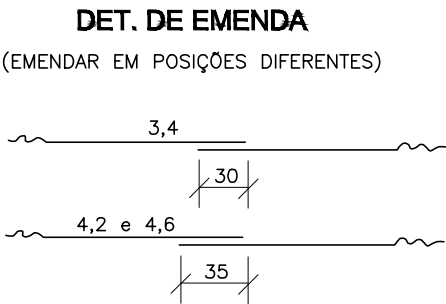 DET. DE EMENDA
(EMENDAR EM POSIÇÕES DIFERENTES)
3,4
30
4,2 e 4,6
35